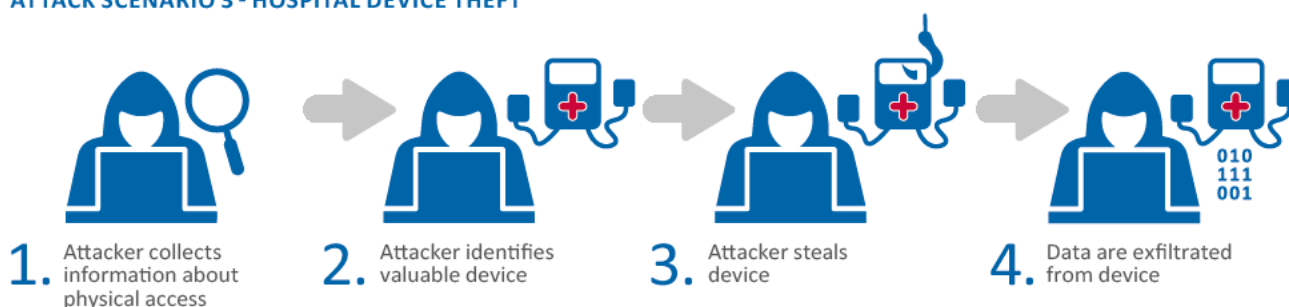 ATTACK SCENARIO 3 - HOSPITAL DEVICE THEFT
010
111
001
1. Attacker collects
information about
physical access
2. Attacker identifies
valuable device
3. Attacker steals
device
4. Data are exfiltrated
from device